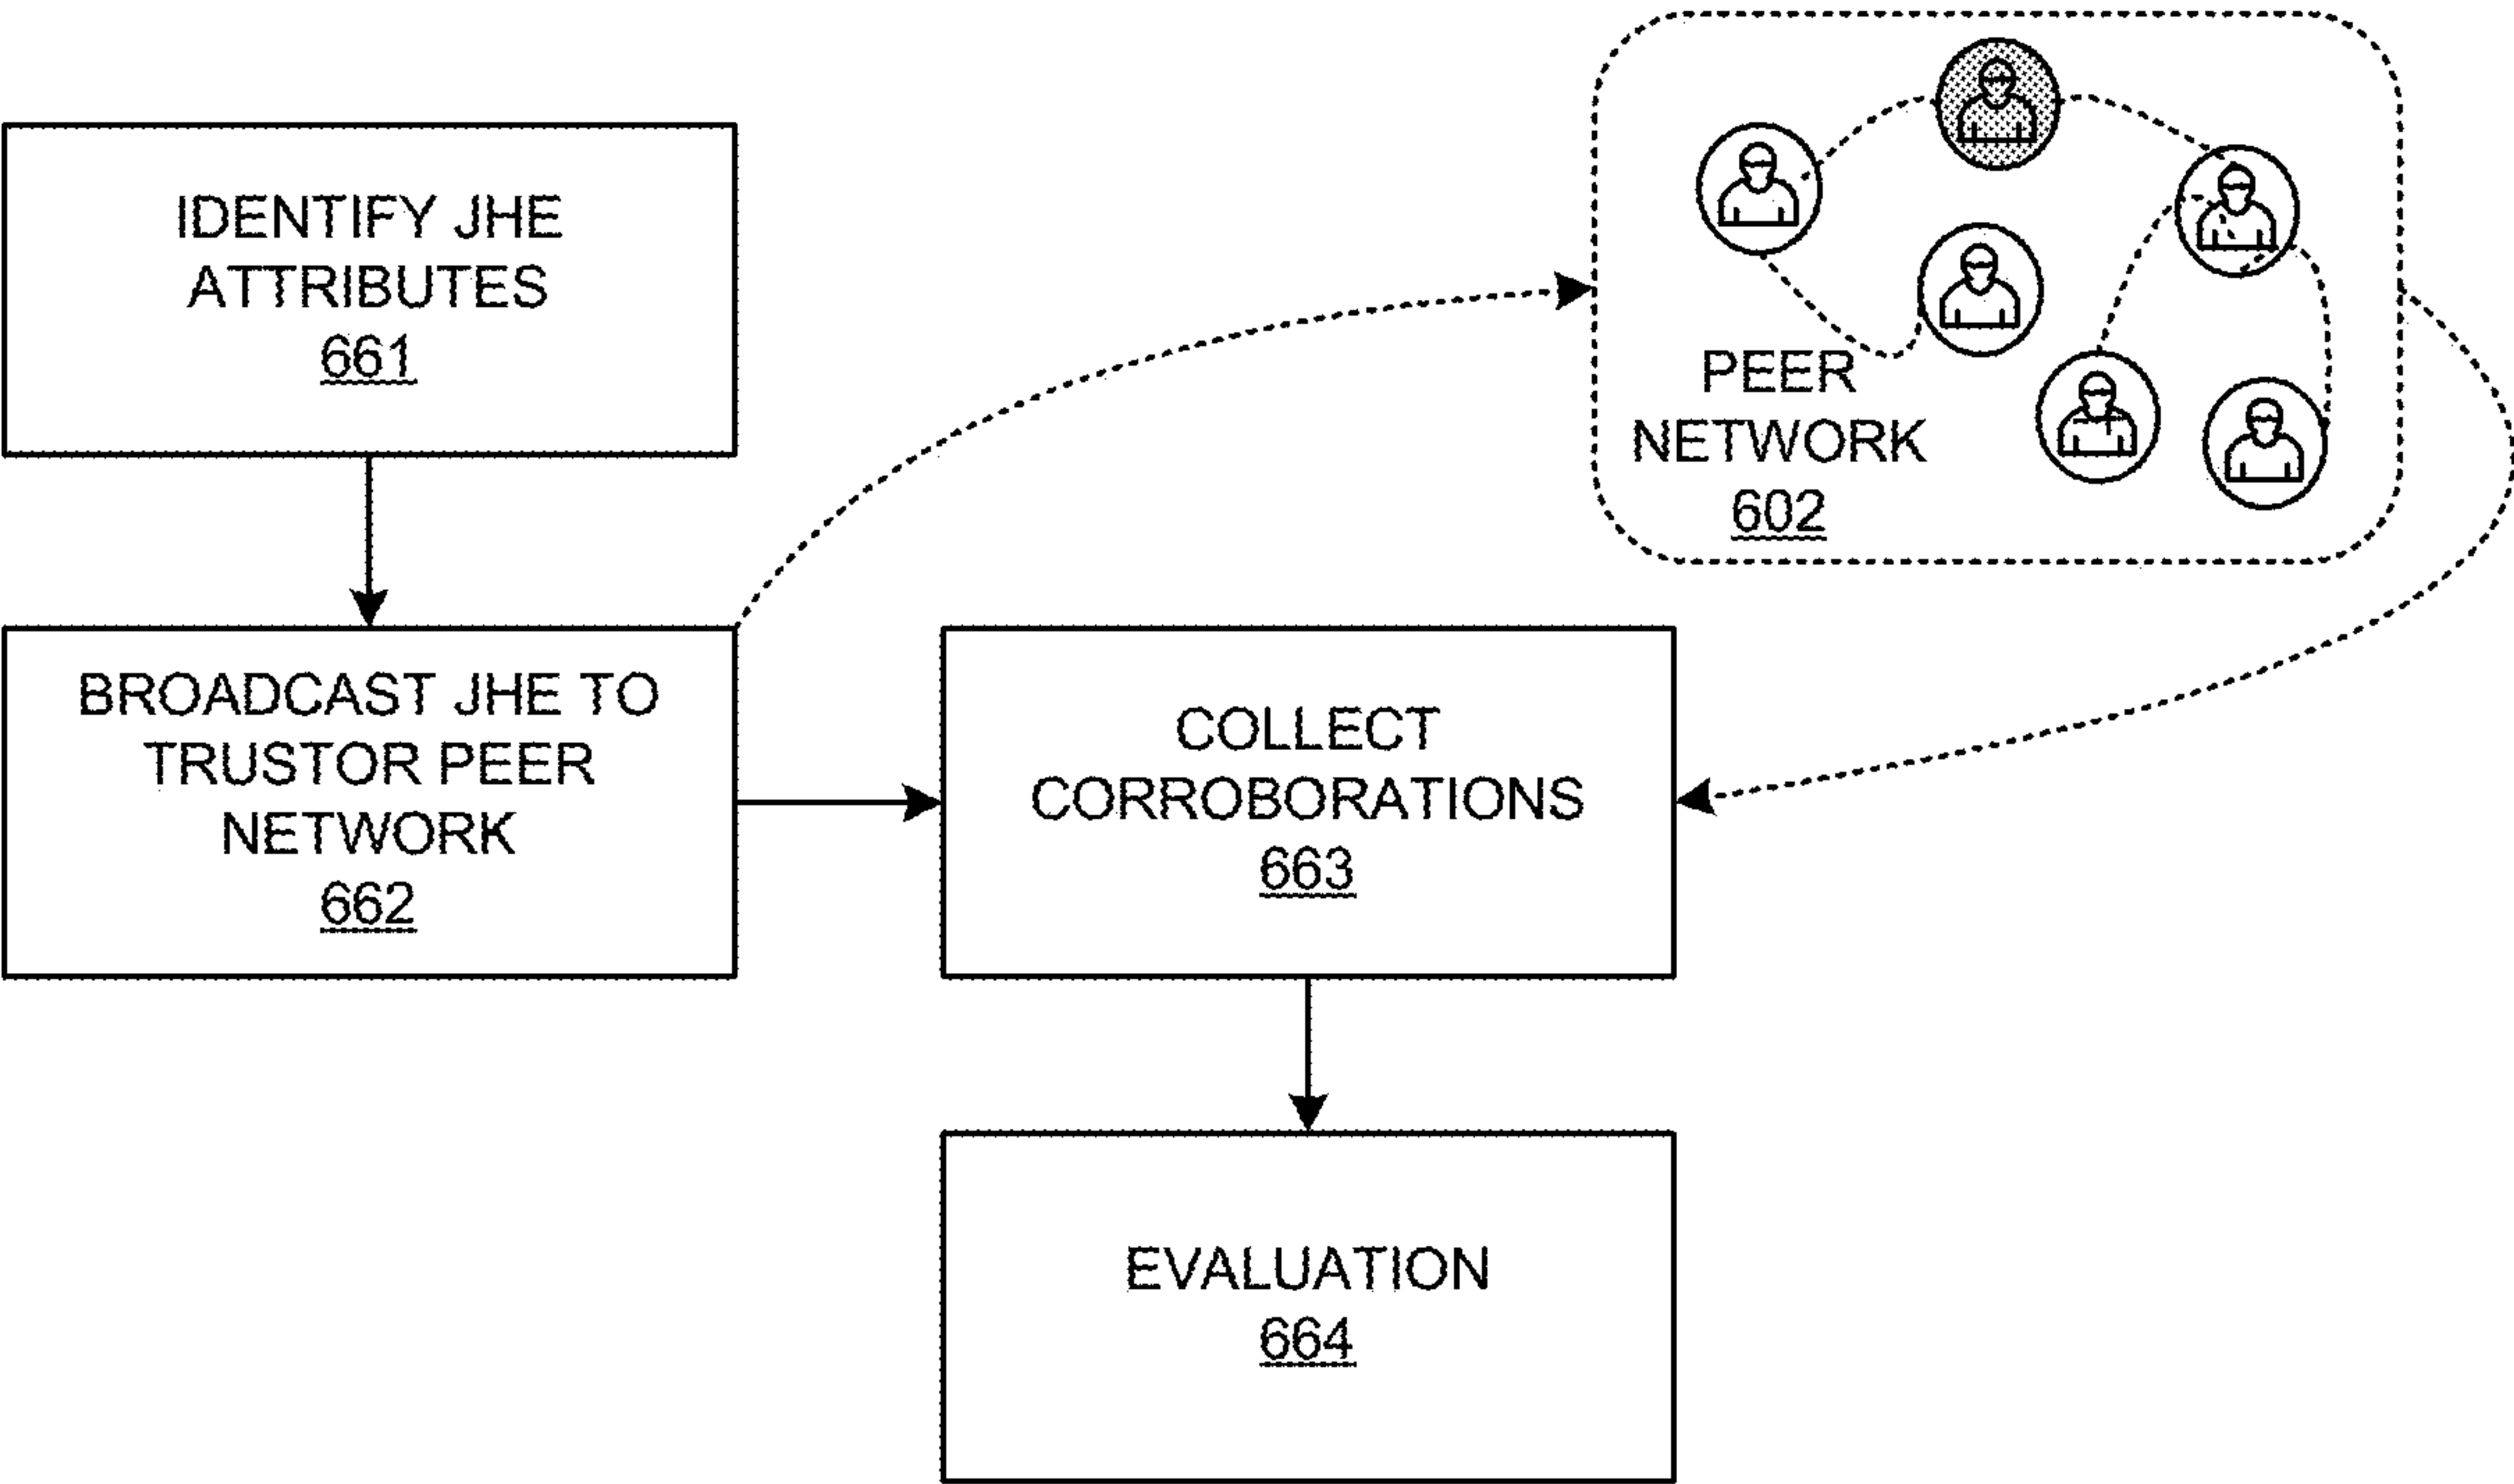 IDENTIFY JHE
ATTRIBUTES
661
PEER
NETWORK
602
BROADCAST JHE TO
TRUSTOR PEER
NETWORK
662
COLLECT
CORROBORATIONS
663
EVALUATION
664